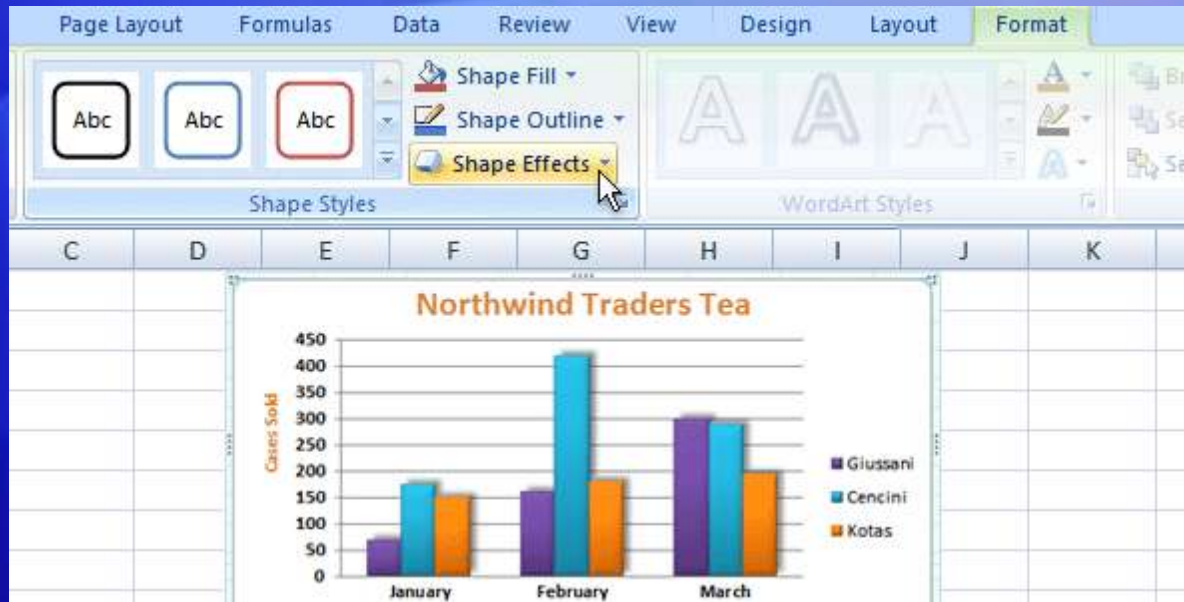 Page Layout Formulas Data Review View Design Layout Format
Abc Abc Abc
Shape Fill
Shape Outline
Shape Effects
A A A A A
Shape Styles WordArt Styles
C D E F G H I J K
Northwind Traders Tea
450
400
350
300
250
200
150
100
50
0
Cases Sold
Giussani
Cencini
Kotas
January February March